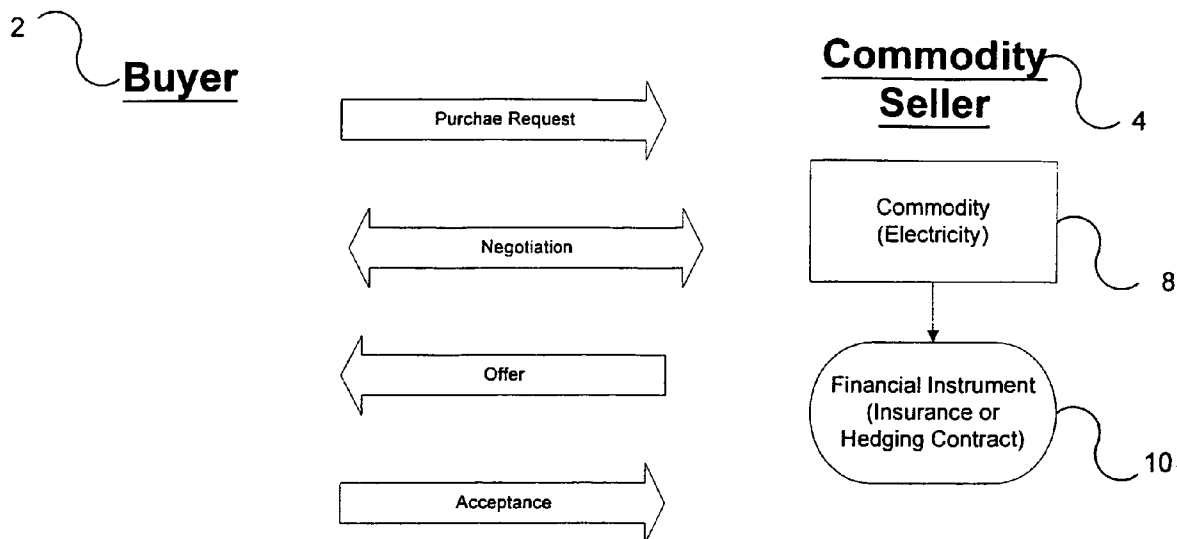 2
Buyer
Commodity
Seller
4
Purchae Request
Commodity
(Electricity)
8
Negotiation
Offer
Financial Instrument
(Insurance or
Hedging Contract)
10
Acceptance